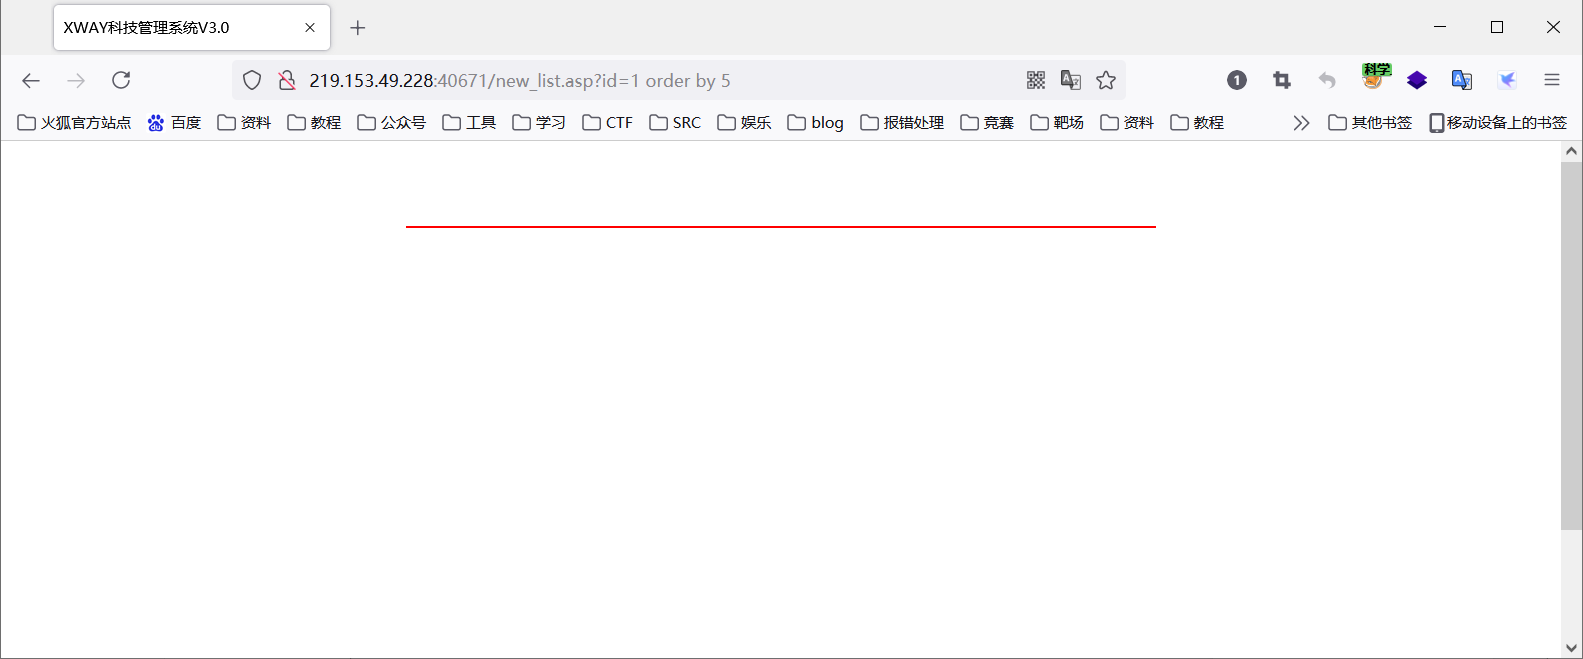 XWAY科技管理系统V3.0
219.153.49.228:40671/new_list.asp?id=1 order by 5
1 科学
火狐官方站点 百度 资料 教程 公众号 工具 学习 CTF SRC 娱乐 blog 报错处理 竞赛 靶场 资料 教程 其他书签 移动设备上的书签